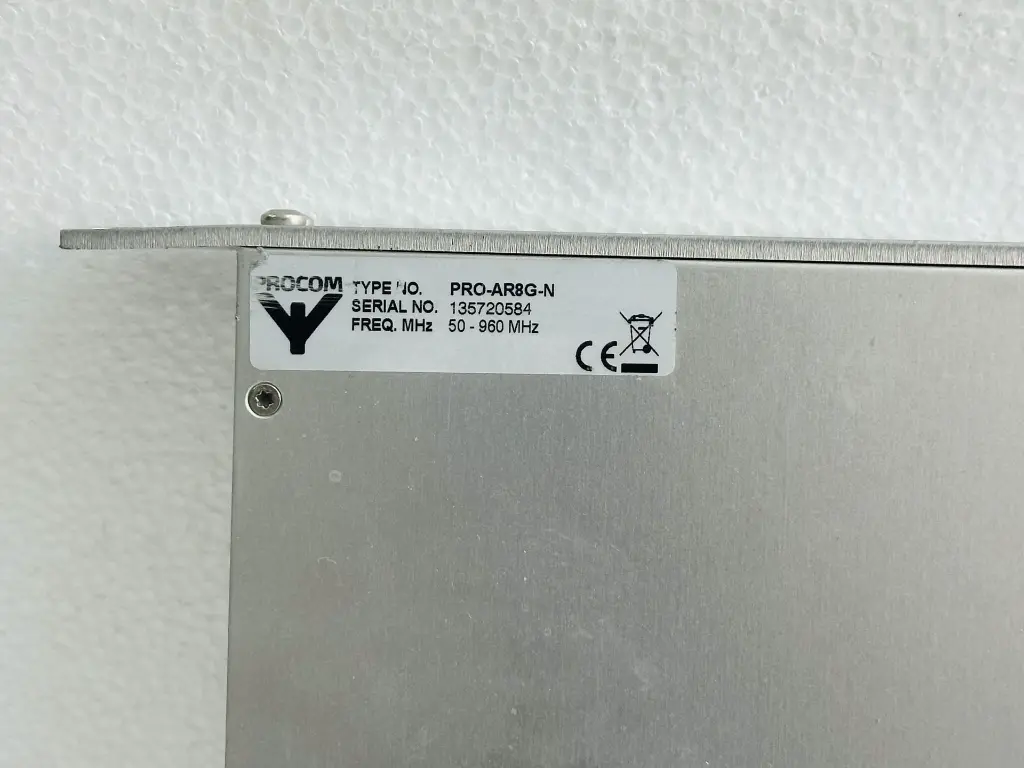 PROCOM
TYPE NO. PRO-AR8G-N
SERIAL NO. 135720584
FREQ. MHz 50 - 960 MHz
CE